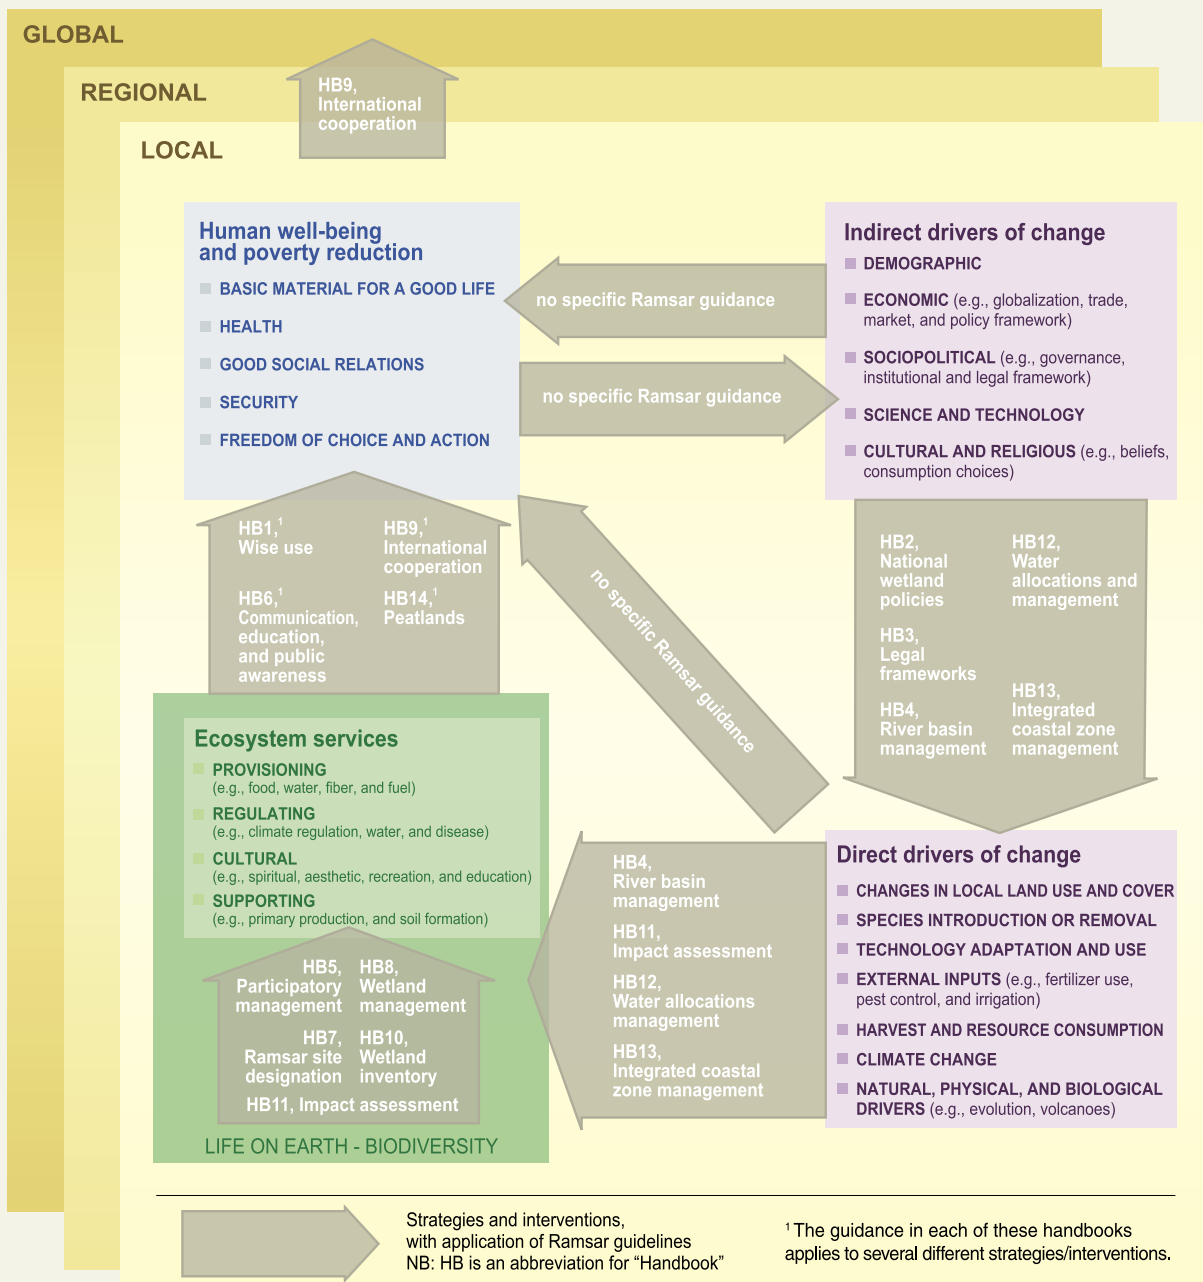 GLOBAL
REGIONAL
LOCAL
HB9,
International
cooperation
Human well-being
and poverty reduction
BASIC MATERIAL FOR A GOOD LIFE
HEALTH
GOOD SOCIAL RELATIONS
SECURITY
FREEDOM OF CHOICE AND ACTION
no specific Ramsar guidance
no specific Ramsar guidance
Indirect drivers of change
DEMOGRAPHIC
ECONOMIC (e.g., globalization, trade,
market, and policy framework)
SOCIOPOLITICAL (e.g., governance,
institutional and legal framework)
SCIENCE AND TECHNOLOGY
CULTURAL AND RELIGIOUS (e.g., beliefs,
consumption choices)
HB1,¹
Wise use
HB6,¹
Communication,
education,
and public
awareness
HB9,¹
International
cooperation
HB14,¹
Peatlands
no specific Ramsar guidance
HB2,
National
wetland
policies
HB3,
Legal
frameworks
HB4,
River basin
management
HB12,
Water
allocations and
management
HB13,
Integrated
coastal zone
management
Ecosystem services
PROVISIONING
(e.g., food, water, fiber, and fuel)
REGULATING
(e.g., climate regulation, water, and disease)
CULTURAL
(e.g., spiritual, aesthetic, recreation, and education)
SUPPORTING
(e.g., primary production, and soil formation)
HB5,
Participatory
management
HB8,
Wetland
management
HB7,
Ramsar site
designation
HB10,
Wetland
inventory
HB11, Impact assessment
LIFE ON EARTH - BIODIVERSITY
HB4,
River basin
management
HB11,
Impact assessment
HB12,
Water allocations
management
HB13,
Integrated coastal
zone management
Direct drivers of change
CHANGES IN LOCAL LAND USE AND COVER
SPECIES INTRODUCTION OR REMOVAL
TECHNOLOGY ADAPTATION AND USE
EXTERNAL INPUTS (e.g., fertilizer use,
pest control, and irrigation)
HARVEST AND RESOURCE CONSUMPTION
CLIMATE CHANGE
NATURAL, PHYSICAL, AND BIOLOGICAL
DRIVERS (e.g., evolution, volcanoes)
Strategies and interventions,
with application of Ramsar guidelines
NB: HB is an abbreviation for “Handbook”
¹ The guidance in each of these handbooks
applies to several different strategies/interventions.